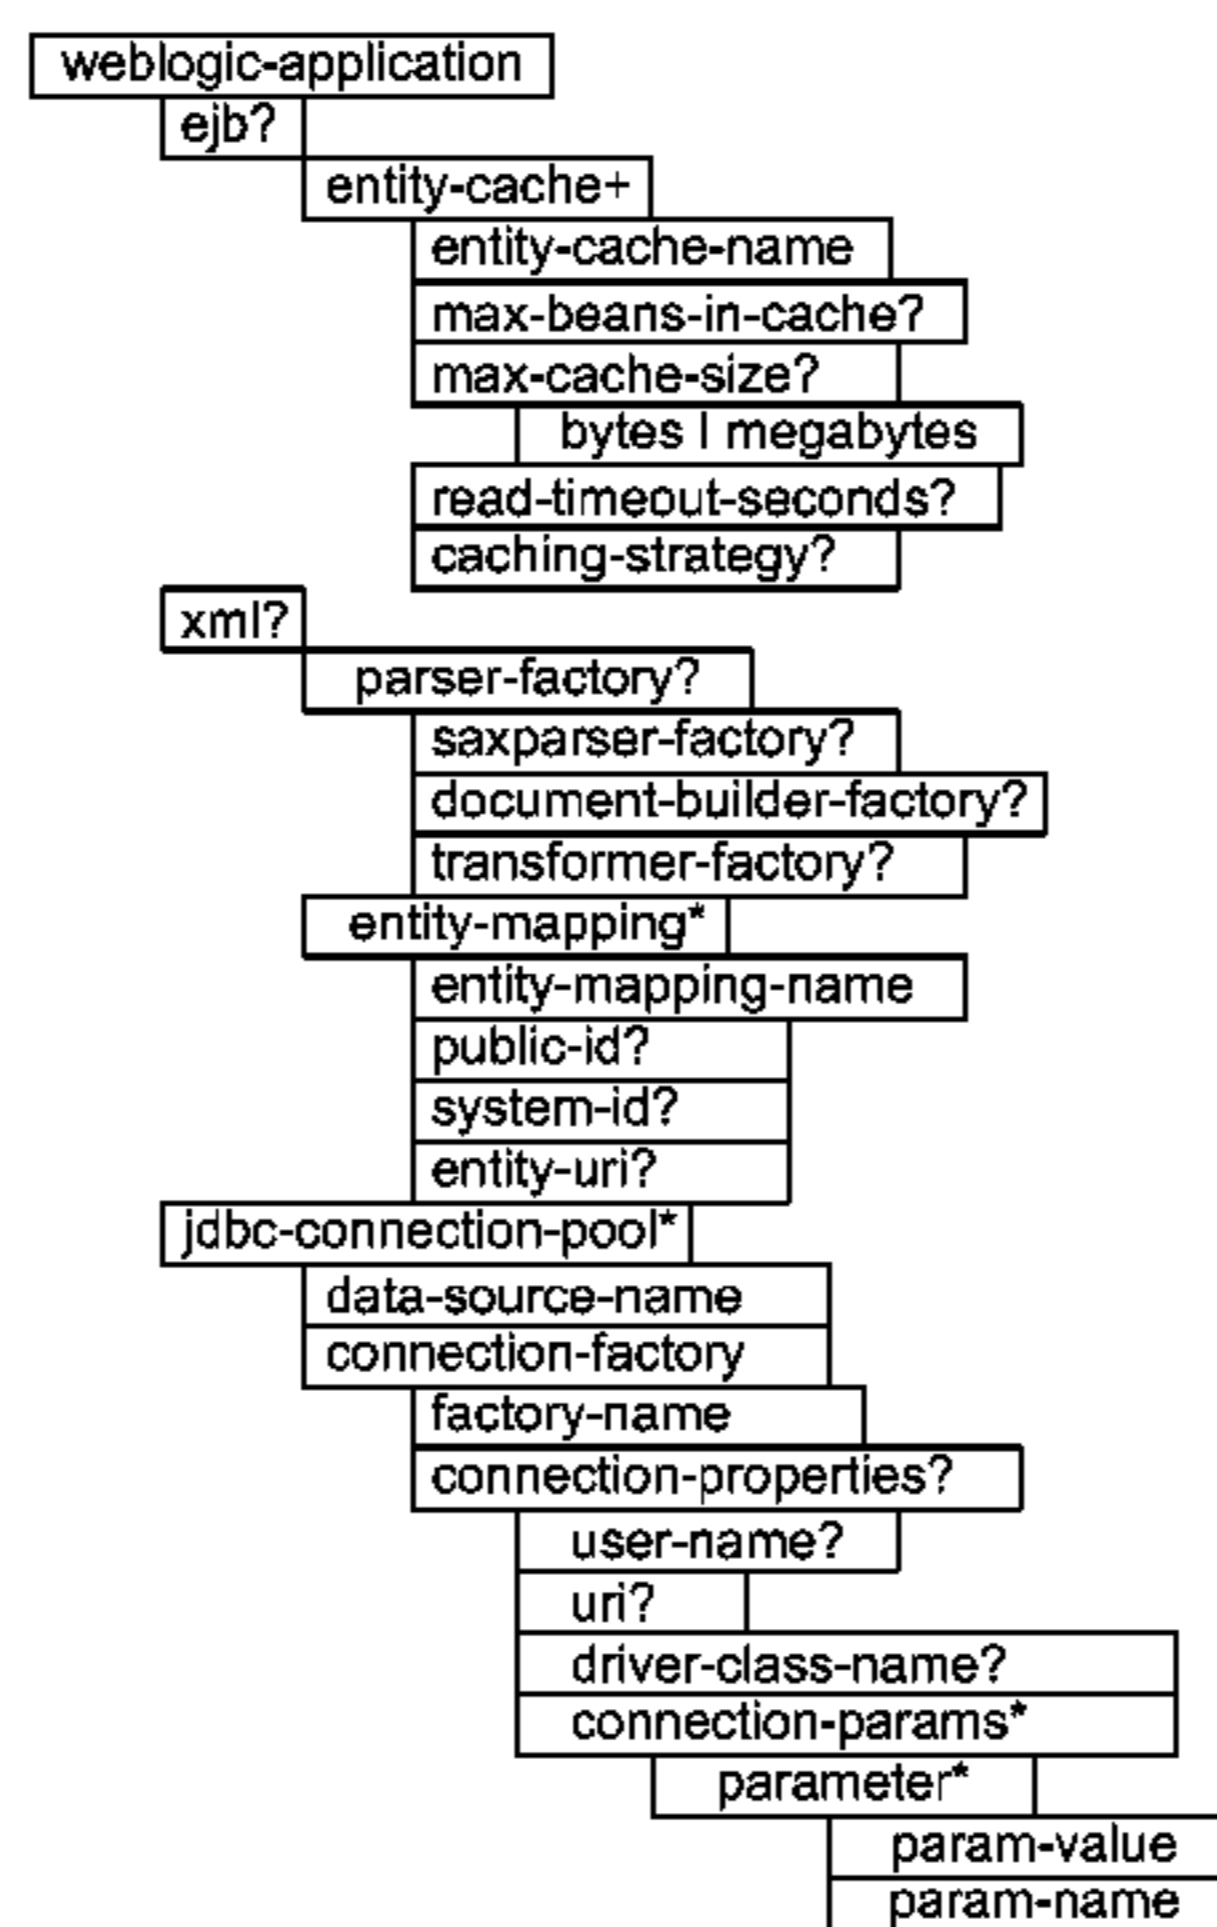 weblogic-application
ejb?
entity-cache+
entity-cache-name
max-beans-in-cache?
max-cache-size?
bytes | megabytes
read-timeout-seconds?
caching-strategy?
xml?
parser-factory?
saxparser-factory?
document-builder-factory?
transformer-factory?
entity-mapping*
entity-mapping-name
public-id?
system-id?
entity-uri?
jdbc-connection-pool*
data-source-name
connection-factory
factory-name
connection-properties?
user-name?
uri?
driver-class-name?
connection-params*
parameter*
param-value
param-name